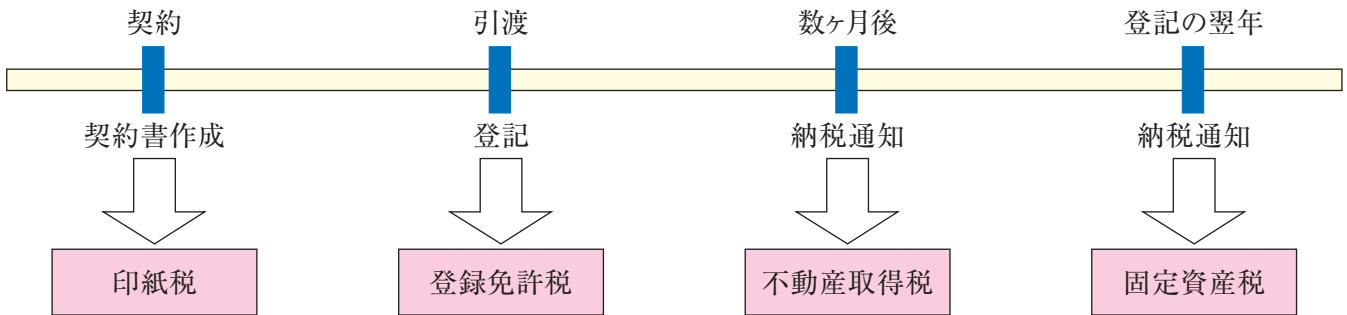 契約
引渡
数ヶ月後
登記の翌年
契約書作成
登記
納税通知
納税通知
印紙税
登録免許税
不動産取得税
固定資産税